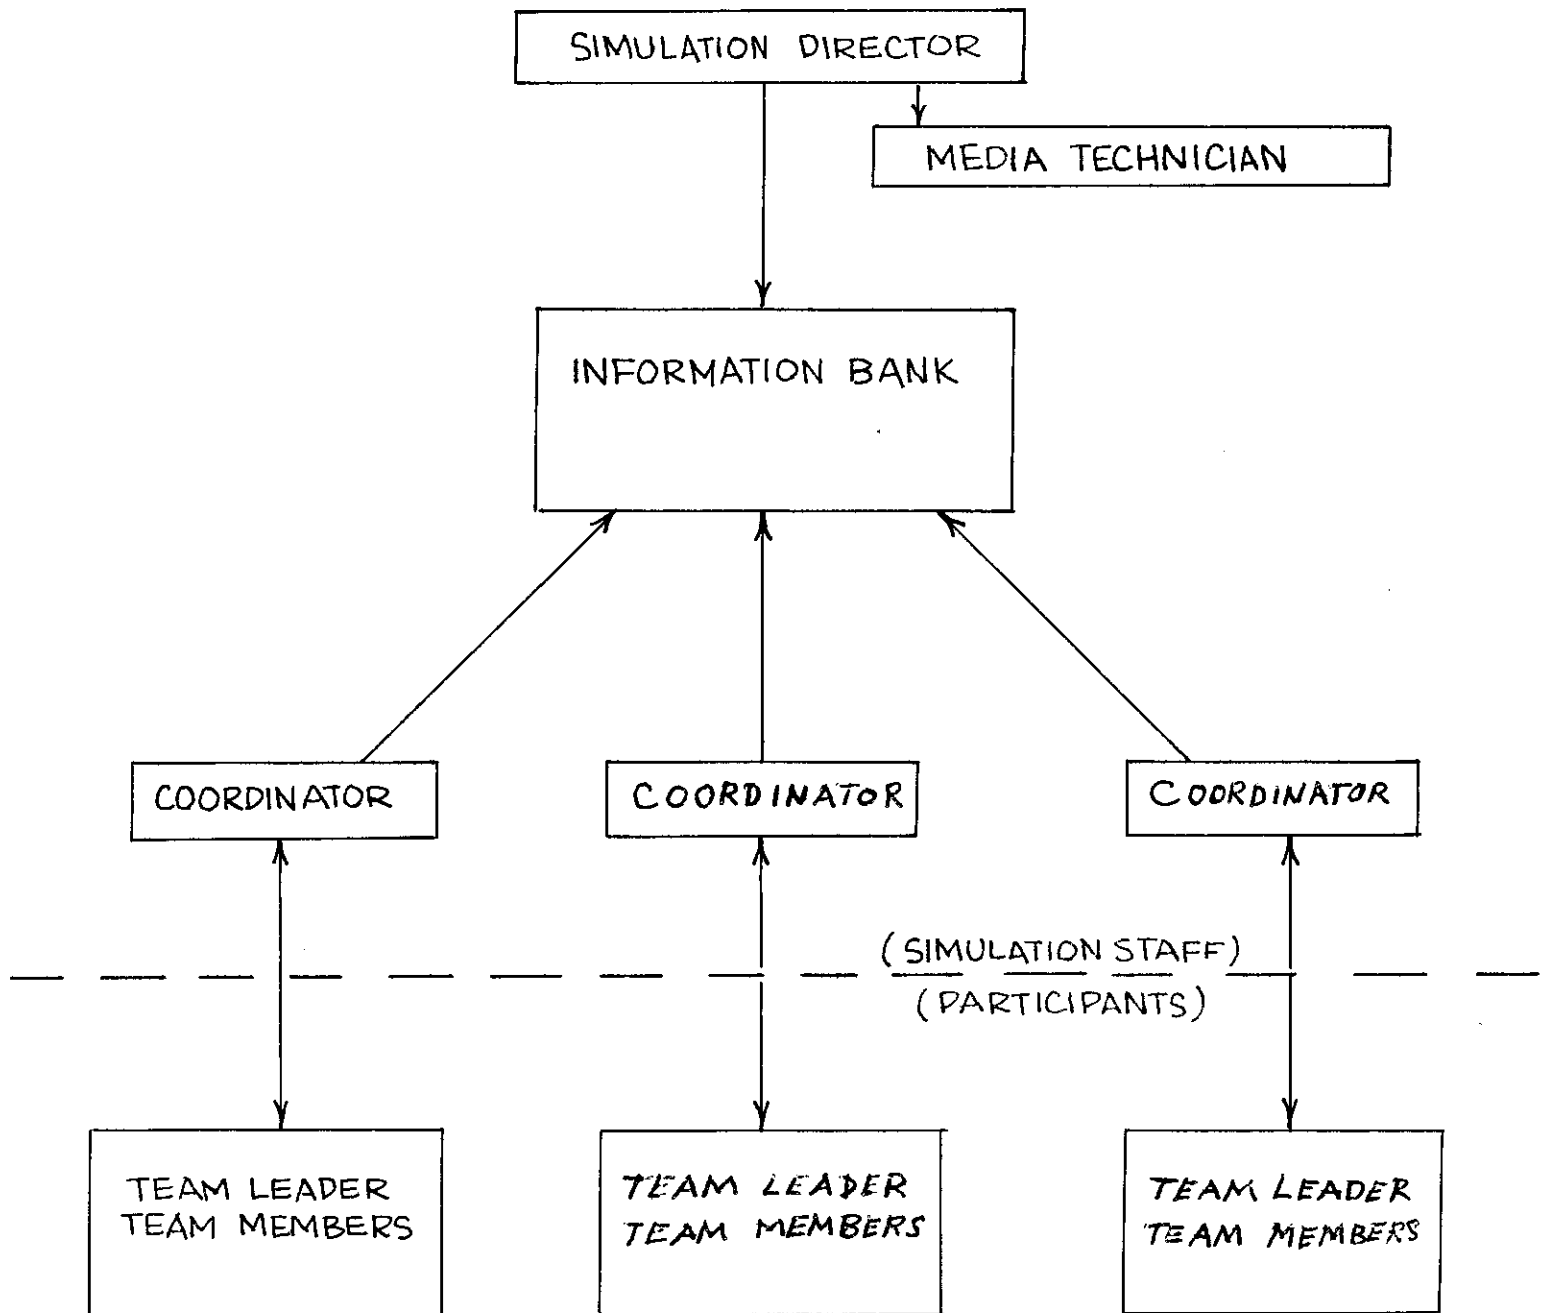 SIMULATION DIRECTOR
MEDIA TECHNICIAN
INFORMATION BANK
COORDINATOR
COORDINATOR
COORDINATOR
(SIMULATION STAFF)
(PARTICIPANTS)
TEAM LEADER
TEAM MEMBERS
TEAM LEADER
TEAM MEMBERS
TEAM LEADER
TEAM MEMBERS